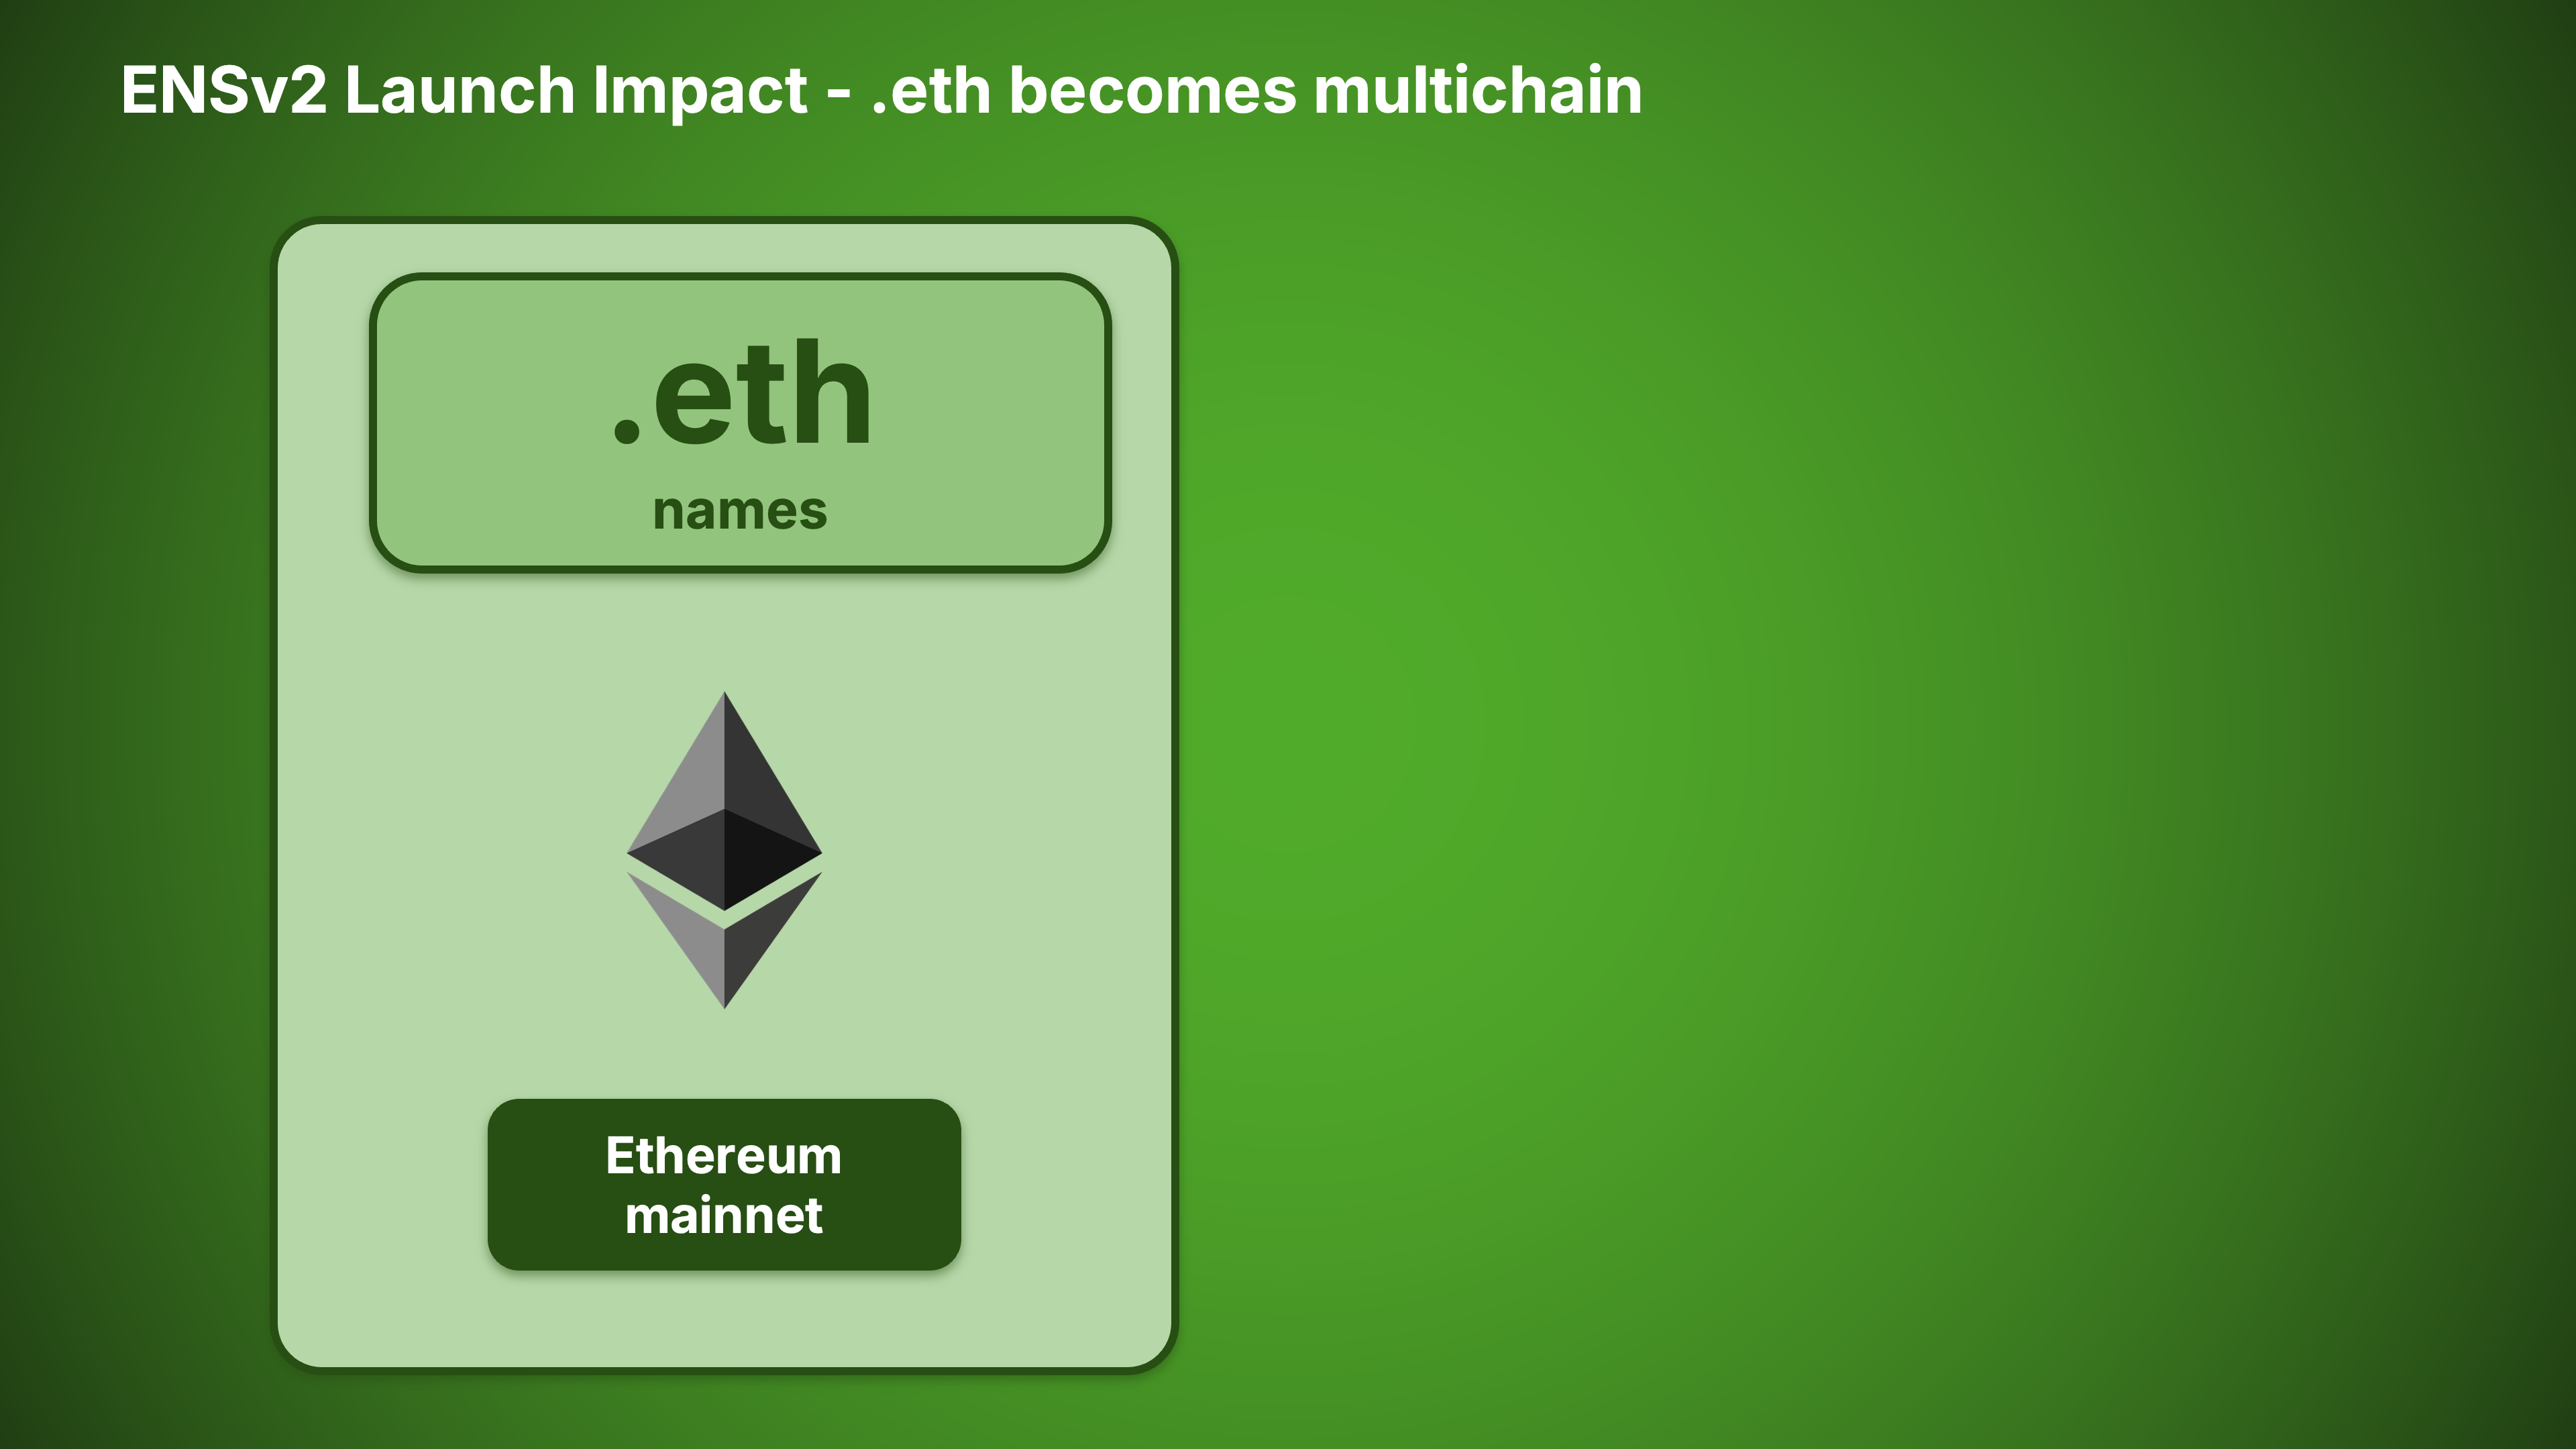 ENSv2 Launch Impact - .eth becomes multichain
.eth
names
Ethereum
mainnet